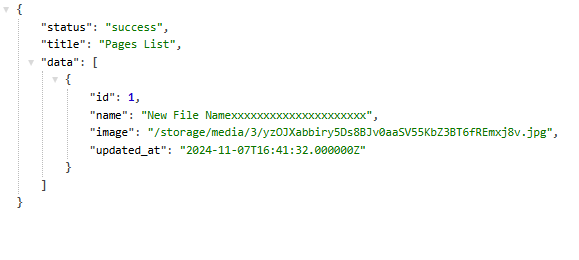 {
"status": "success",
"title": "Pages List",
"data": [
{
"id": 1,
"name": "New File Namexxxxxxxxxxxxxxxxxxxxx",
"image": "/storage/media/3/yzOJXabbiry5Ds8BJv0aaSV55KbZ3BT6fREmxj8v.jpg",
"updated_at": "2024-11-07T16:41:32.000000Z"
}
]
}